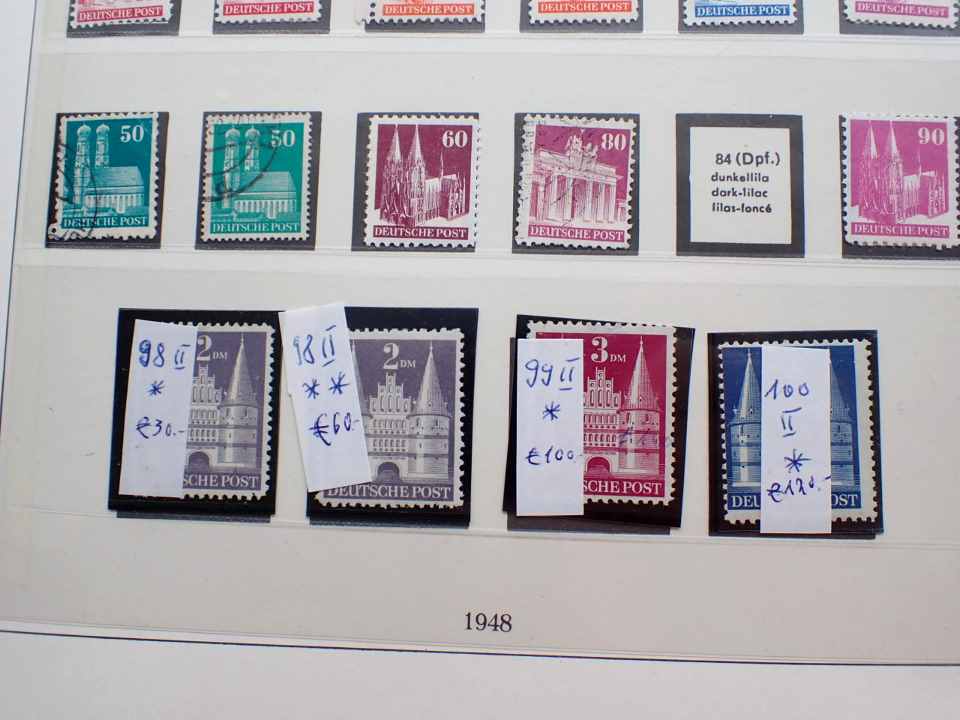 DEUTSCHE POST
DEUTSCHE POST
DEUTSCHE POST
DEUTSCHE POST
DEUTSCHE POST
DEUTSCHE POST
50
DEUTSCHE POST
50
DEUTSCHE POST
60
DEUTSCHE POST
80
DEUTSCHE POST
84 (Dpf.)
dunkellila
dark-lilac
lilas-foncé
90
DEUTSCHE POST
98 II
*
€30.-
2 DM
TSCHE POST
98 II
* *
€60.-
2 DM
DEUTSCHE POST
99 II
*
€100.-
3 DM
TSCHE POST
100
II
*
€120.-
DEU
POST
1948